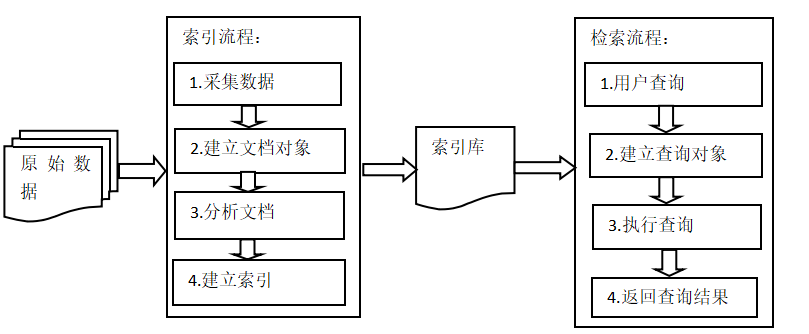 原始数
据
索引流程：
1.采集数据
2.建立文档对象
3.分析文档
4.建立索引
索引库
检索流程：
1.用户查询
2.建立查询对象
3.执行查询
4.返回查询结果